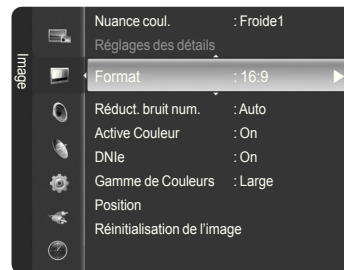 Image
Nuance coul. : Froide1
Réglages des détails
Format : 16:9
Réduct. bruit num. : Auto
Active Couleur : On
DNIe : On
Gamme de Couleurs : Large
Position
Réinitialisation de l'image